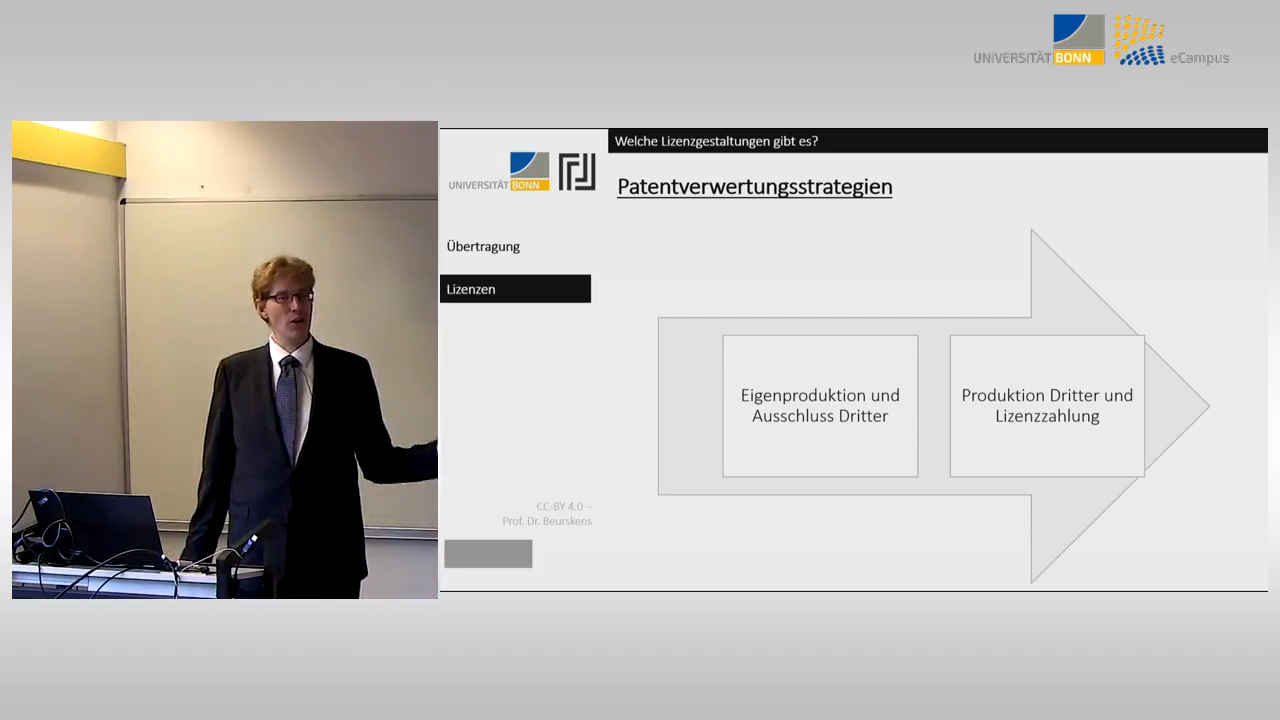 UNIVERSITÄT BONN
eCampus
Welche Lizenzgestaltungen gibt es?
UNIVERSITÄT BONN
Patentverwertungsstrategien
Übertragung
Lizenzen
Eigenproduktion und
Ausschluss Dritter
Produktion Dritter und
Lizenzzahlung
CC-BY 4.0 –
Prof. Dr. Beurskens